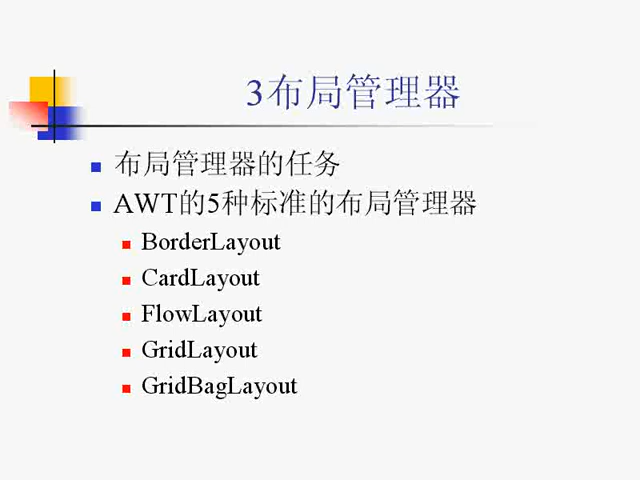 3布局管理器
布局管理器的任务
AWT的5种标准的布局管理器
BorderLayout
CardLayout
FlowLayout
GridLayout
GridBagLayout